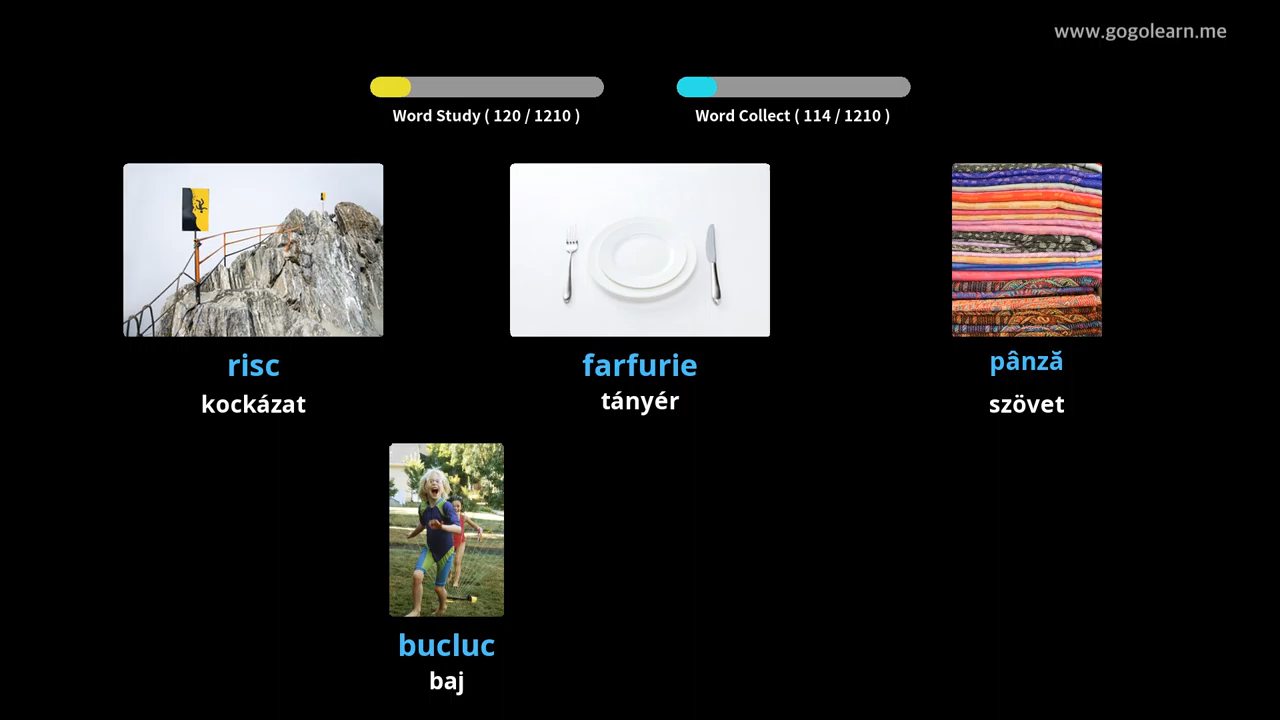 www.gogolearn.me
Word Study ( 120 / 1210 )
Word Collect ( 114 / 1210 )
risc
kockázat
farfurie
tányér
pânză
szövet
bucluc
baj